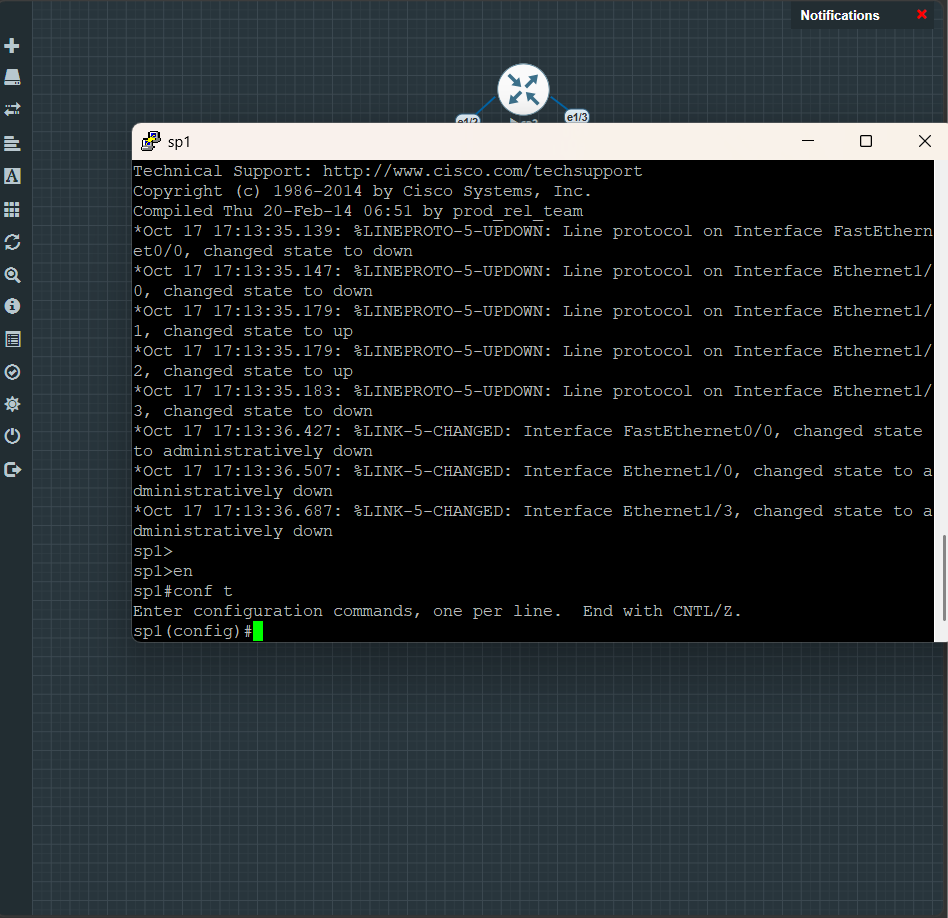 Notifications
e1/3
sp1
Technical Support: http://www.cisco.com/techsupport
Copyright (c) 1986-2014 by Cisco Systems, Inc.
Compiled Thu 20-Feb-14 06:51 by prod_rel_team
*Oct 17 17:13:35.139: %LINEPROTO-5-UPDOWN: Line protocol on Interface FastEthern
et0/0, changed state to down
*Oct 17 17:13:35.147: %LINEPROTO-5-UPDOWN: Line protocol on Interface Ethernet1/
0, changed state to down
*Oct 17 17:13:35.179: %LINEPROTO-5-UPDOWN: Line protocol on Interface Ethernet1/
1, changed state to up
*Oct 17 17:13:35.179: %LINEPROTO-5-UPDOWN: Line protocol on Interface Ethernet1/
2, changed state to up
*Oct 17 17:13:35.183: %LINEPROTO-5-UPDOWN: Line protocol on Interface Ethernet1/
3, changed state to down
*Oct 17 17:13:36.427: %LINK-5-CHANGED: Interface FastEthernet0/0, changed state
to administratively down
*Oct 17 17:13:36.507: %LINK-5-CHANGED: Interface Ethernet1/0, changed state to a
dministratively down
*Oct 17 17:13:36.687: %LINK-5-CHANGED: Interface Ethernet1/3, changed state to a
dministratively down
sp1>
sp1>en
sp1#conf t
Enter configuration commands, one per line.  End with CNTL/Z.
sp1(config)#